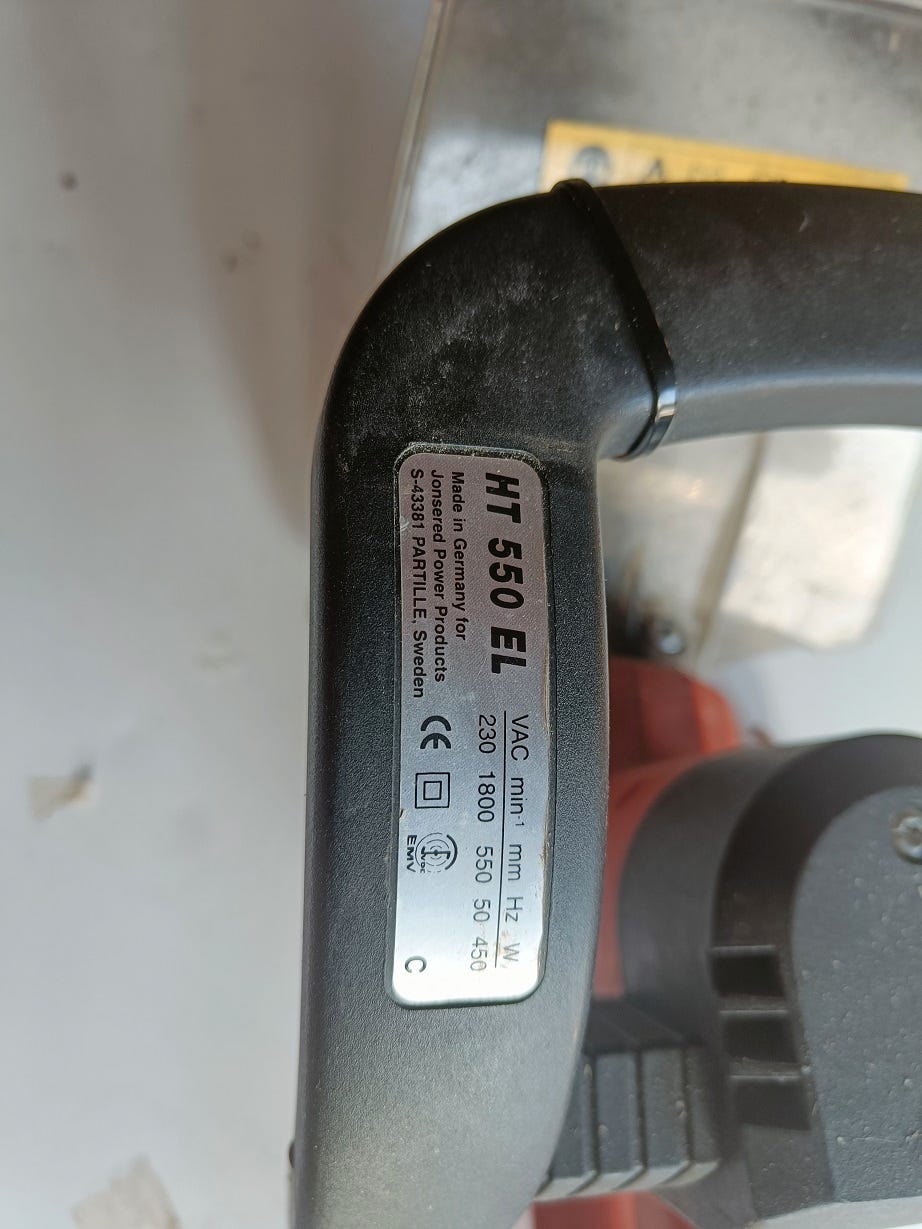 HT 550 EL
Made in Germany for
Jonsered Power Products
S-43381 PARTILLE, Sweden
VAC min-1 mm Hz W
230 1800 550 50 450
CE
EMV
C